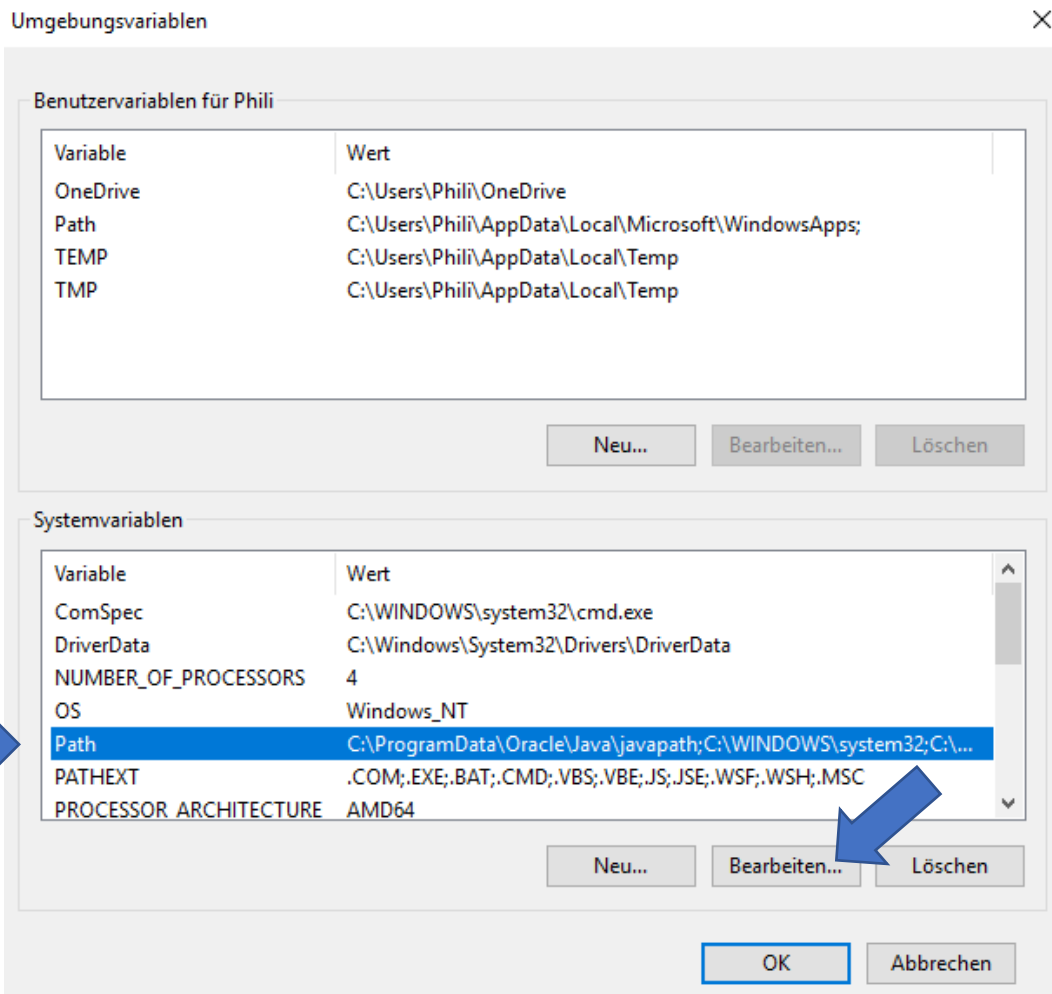 Umgebungsvariablen
Benutzervariablen für Phili
Variable Wert
OneDrive C:\Users\Phili\OneDrive
Path C:\Users\Phili\AppData\Local\Microsoft\WindowsApps;
TEMP C:\Users\Phili\AppData\Local\Temp
TMP C:\Users\Phili\AppData\Local\Temp
Neu... Bearbeiten... Löschen
Systemvariablen
Variable Wert
ComSpec C:\WINDOWS\system32\cmd.exe
DriverData C:\Windows\System32\Drivers\DriverData
NUMBER_OF_PROCESSORS 4
OS Windows_NT
Path C:\ProgramData\Oracle\Java\javapath;C:\WINDOWS\system32;C:\...
PATHEXT .COM;.EXE;.BAT;.CMD;.VBS;.VBE;.JS;.JSE;.WSF;.WSH;.MSC
PROCESSOR_ARCHITECTURE AMD64
Neu... Bearbeiten... Löschen
OK Abbrechen